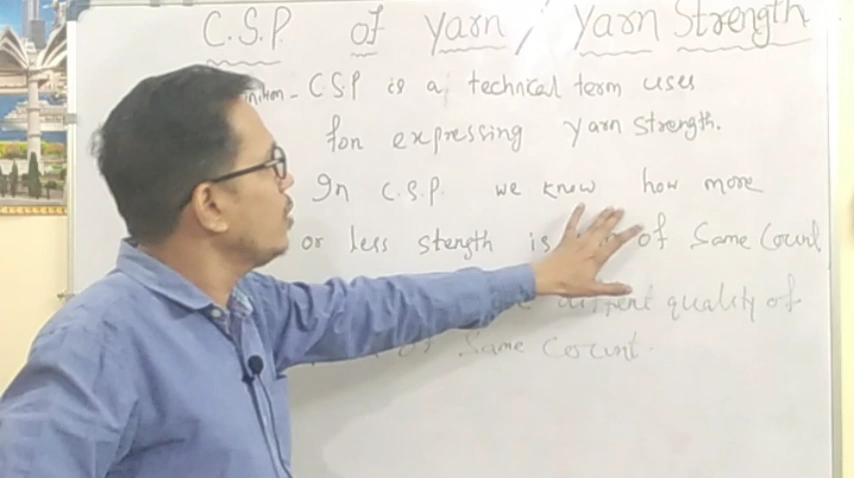 C.S.P. of Yarn / Yarn Strength
CSP is a technical term uses
for expressing Yarn Strength.
In C.S.P. we know how more
or less stength is of Same Count
quality of
Same Count.